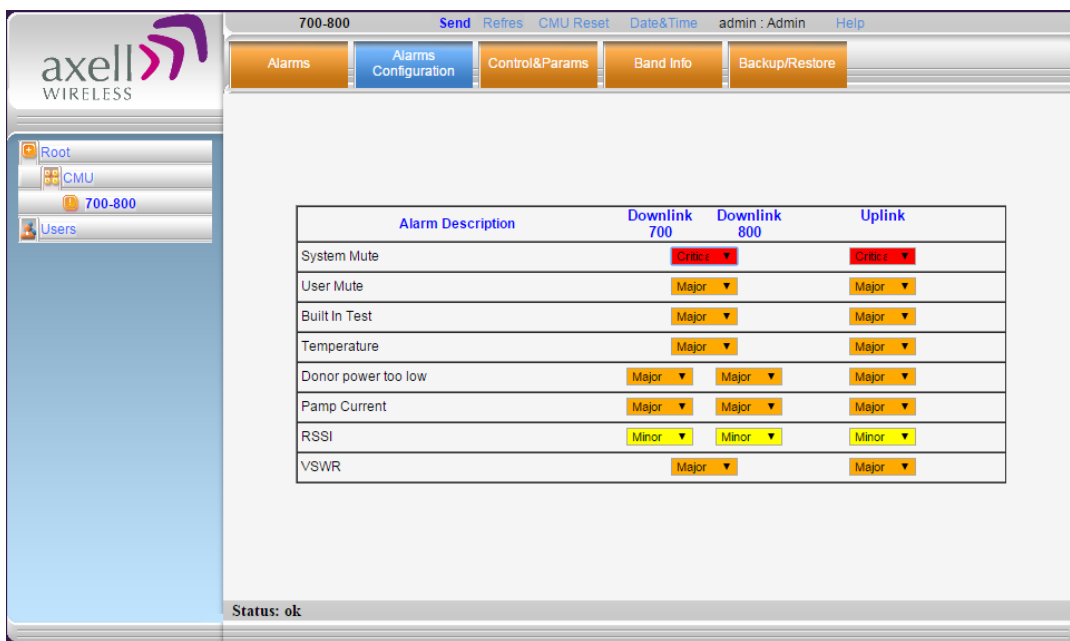 700-800 Send Refres CMU Reset Date&Time admin : Admin Help
axell
WIRELESS
Alarms
Alarms Configuration
Control&Params
Band Info
Backup/Restore
Root
CMU
700-800
Users
Alarm Description Downlink 700 Downlink 800 Uplink
System Mute Critica Critica
User Mute Major Major
Built In Test Major Major
Temperature Major Major
Donor power too low Major Major Major
Pamp Current Major Major Major
RSSI Minor Minor Minor
VSWR Major Major
Status: ok